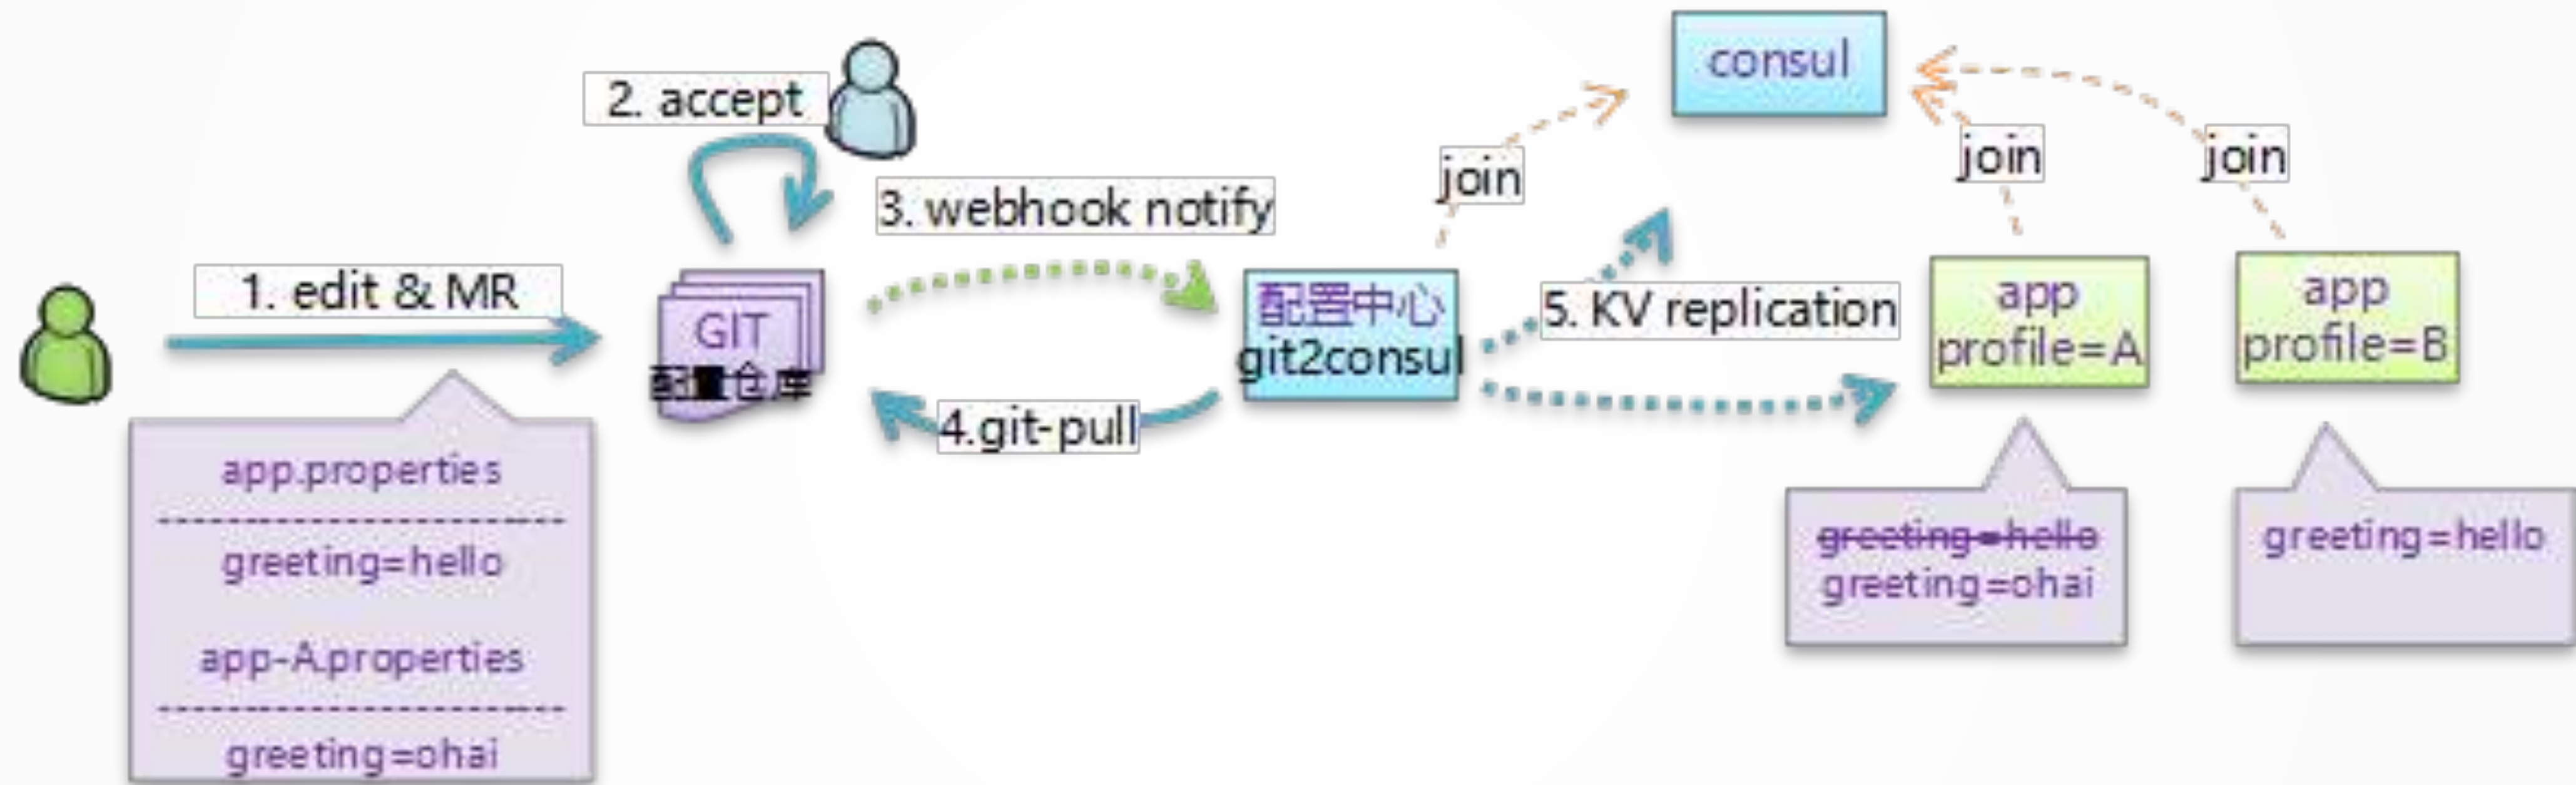 consul
2. accept
join
join
join
3. webhook notify
1. edit & MR
GIT
配置仓库
配置中心
git2consul
5. KV replication
app
profile=A
app
profile=B
4.git-pull
app.properties
greeting=hello
app-A.properties
greeting=ohai
greeting=hello
greeting=ohai
greeting=hello